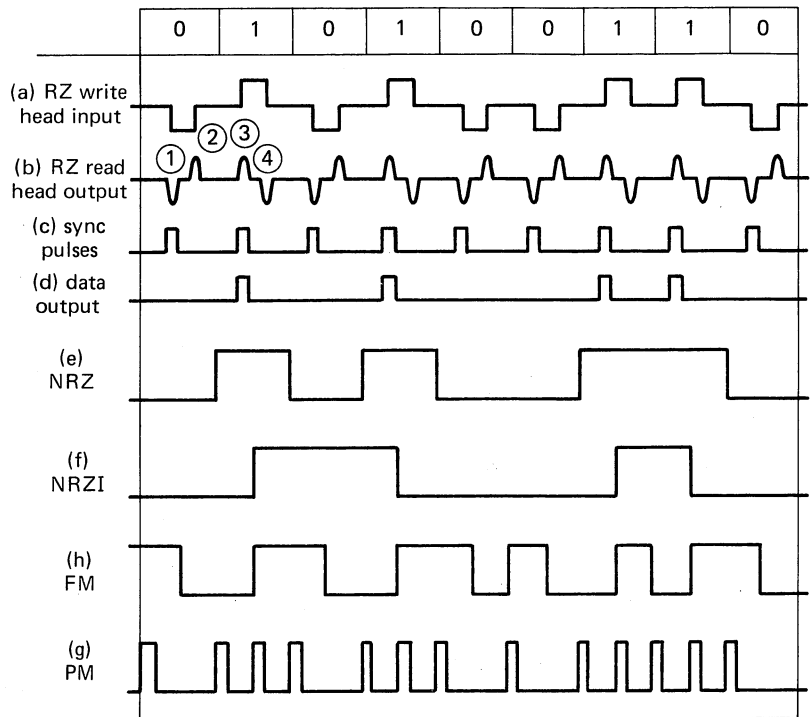 0 1 0 1 0 0 1 1 0
(a) RZ write
head input
① ② ③ ④
(b) RZ read
head output
(c) sync
pulses
(d) data
output
(e)
NRZ
(f)
NRZI
(h)
FM
(g)
PM